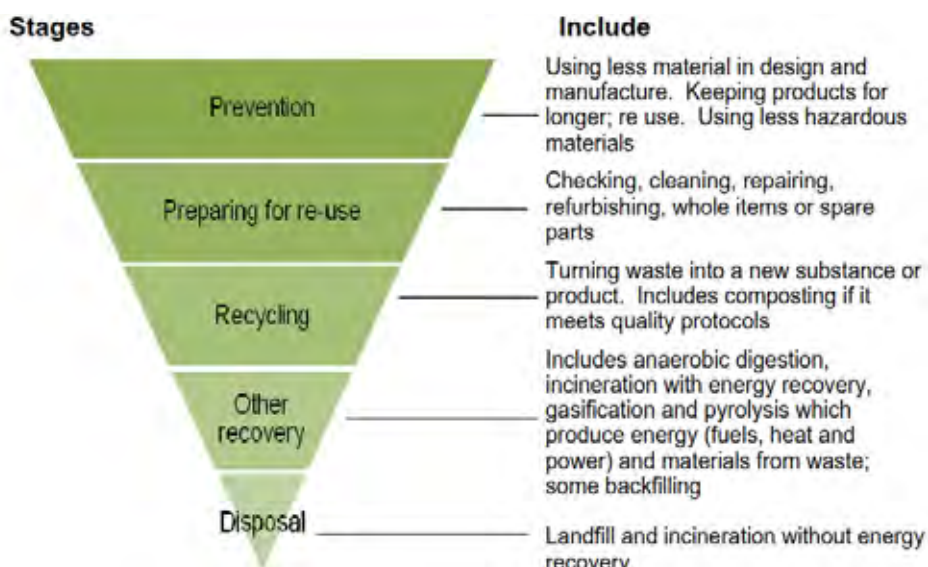 Stages
Include
Prevention
Using less material in design and
manufacture. Keeping products for
longer; re use. Using less hazardous
materials
Preparing for re-use
Checking, cleaning, repairing,
refurbishing, whole items or spare
parts
Recycling
Turning waste into a new substance or
product. Includes composting if it
meets quality protocols
Other
recovery
Includes anaerobic digestion,
incineration with energy recovery,
gasification and pyrolysis which
produce energy (fuels, heat and
power) and materials from waste;
some backfilling
Disposal
Landfill and incineration without energy
recovery